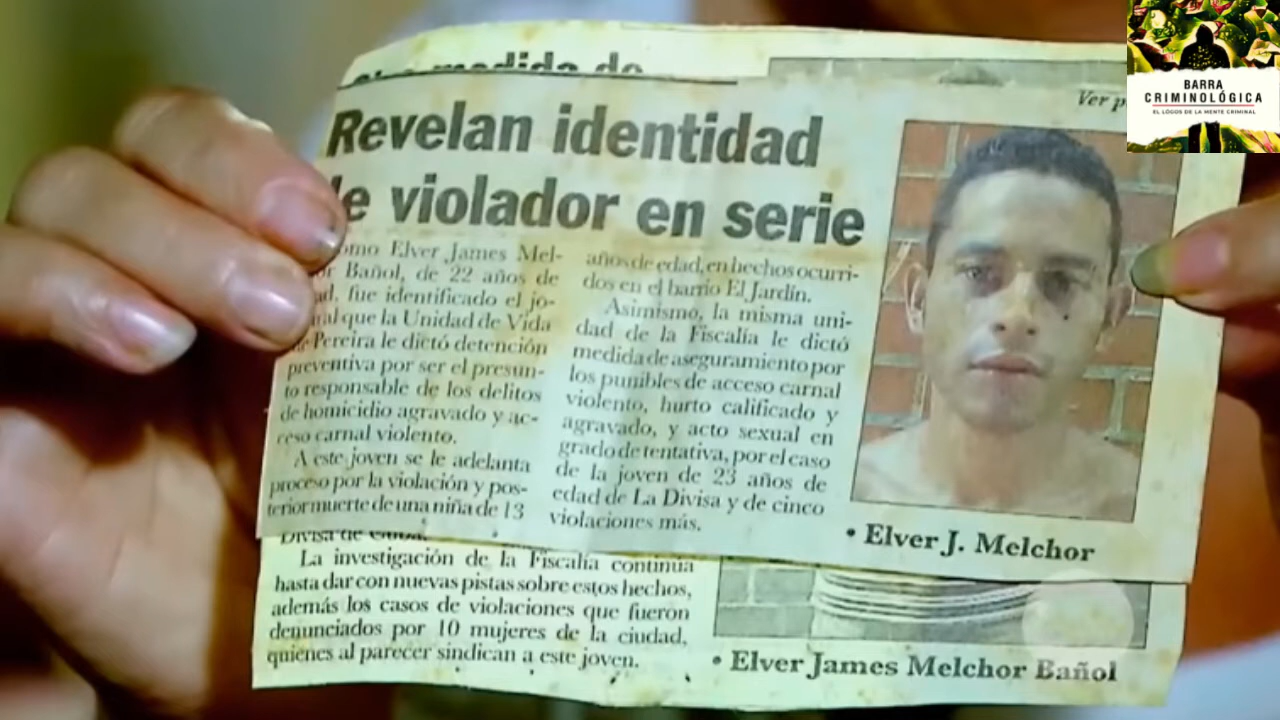 Revelan identidad
de violador en serie
omo Elver James Mel-
or Bañol, de 22 años de
ad, fue identificado el jo-
ral que la Unidad de Vida
Pereira le dictó detención
preventiva por ser el presun-
to responsable de los delitos
de homicidio agravado y ac-
ceso carnal violento.
A este joven se le adelanta
proceso por la violación y pos-
terior muerte de una niña de 13
años de edad, en hechos ocurri-
dos en el barrio El Jardín.
Asimismo, la misma uni-
dad de la Fiscalía le dictó
medida de aseguramiento por
los punibles de acceso carnal
violento, hurto calificado y
agravado, y acto sexual en
grado de tentativa, por el caso
de la joven de 23 años de
edad de La Divisa y de cinco
violaciones más.
Ver p
• Elver J. Melchor
Divisa de Cuba.
La investigación de la Fiscalía continúa
hasta dar con nuevas pistas sobre estos hechos,
además los casos de violaciones que fueron
denunciados por 10 mujeres de la ciudad,
quienes al parecer sindican a este joven.
• Elver James Melchor Bañol
BARRA
CRIMINOLÓGICA
EL LOGOS DE LA MENTE CRIMINAL